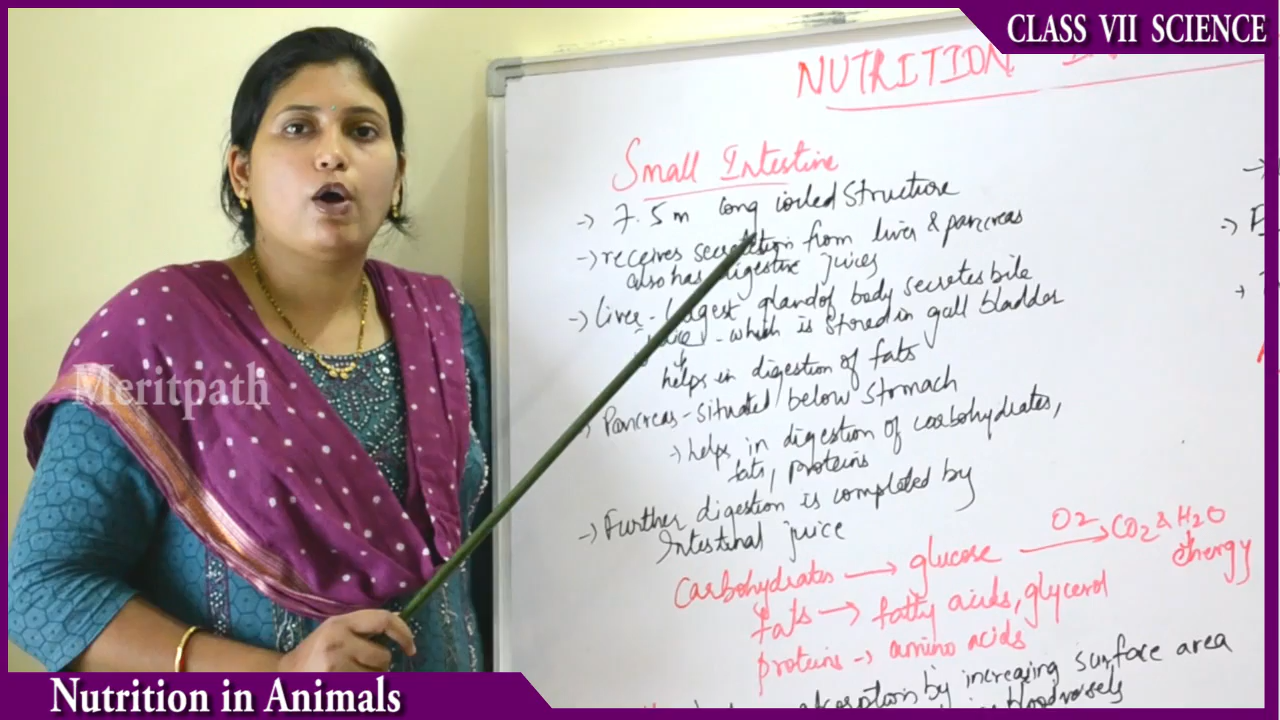 CLASS VII SCIENCE
NUTRITION
Small Intestine
-> 7.5m long coiled structure
-> receives secretion from liver & pancreas
also has digestive juices
-> Liver - largest gland of body secretes bile
juice - which is stored in gall bladder
helps in digestion of fats
Pancreas - situated below stomach
-> helps in digestion of carbohydrates,
fats, proteins
-> Further digestion is completed by
Intestinal juice
Carbohydrates -> glucose O2 -> CO2 & H2O
energy
fats -> fatty acids, glycerol
proteins -> amino acids
by increasing surface area
bloodvessels
Meritpath
Nutrition in Animals